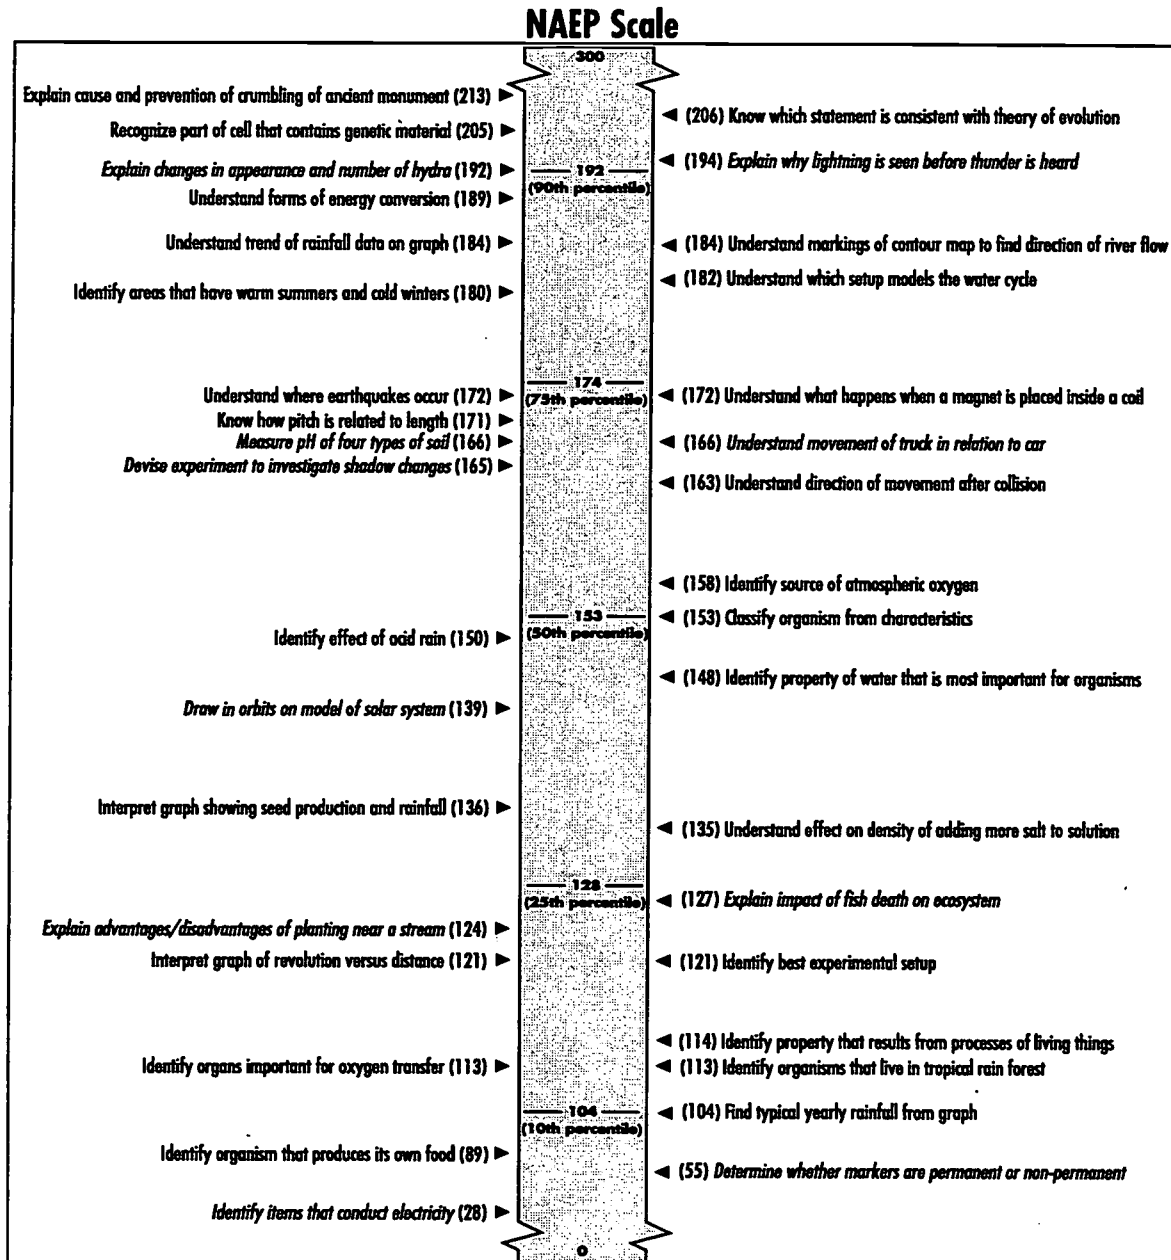 NAEP Scale
300
Explain cause and prevention of crumbling of ancient monument (213) ►
◄ (206) Know which statement is consistent with theory of evolution
Recognize part of cell that contains genetic material (205) ►
◄ (194) Explain why lightning is seen before thunder is heard
Explain changes in appearance and number of hydra (192) ►
192
(90th percentile)
Understand forms of energy conversion (189) ►
Understand trend of rainfall data on graph (184) ►
◄ (184) Understand markings of contour map to find direction of river flow
◄ (182) Understand which setup models the water cycle
Identify areas that have warm summers and cold winters (180) ►
174
(75th percentile)
Understand where earthquakes occur (172) ►
◄ (172) Understand what happens when a magnet is placed inside a coil
Know how pitch is related to length (171) ►
Measure pH of four types of soil (166) ►
◄ (166) Understand movement of truck in relation to car
Devise experiment to investigate shadow changes (165) ►
◄ (163) Understand direction of movement after collision
◄ (158) Identify source of atmospheric oxygen
153
(50th percentile)
◄ (153) Classify organism from characteristics
Identify effect of acid rain (150) ►
◄ (148) Identify property of water that is most important for organisms
Draw in orbits on model of solar system (139) ►
Interpret graph showing seed production and rainfall (136) ►
◄ (135) Understand effect on density of adding more salt to solution
128
(25th percentile)
◄ (127) Explain impact of fish death on ecosystem
Explain advantages/disadvantages of planting near a stream (124) ►
Interpret graph of revolution versus distance (121) ►
◄ (121) Identify best experimental setup
◄ (114) Identify property that results from processes of living things
Identify organs important for oxygen transfer (113) ►
◄ (113) Identify organisms that live in tropical rain forest
104
(10th percentile)
◄ (104) Find typical yearly rainfall from graph
Identify organism that produces its own food (89) ►
◄ (55) Determine whether markers are permanent or non-permanent
Identify items that conduct electricity (28) ►
0